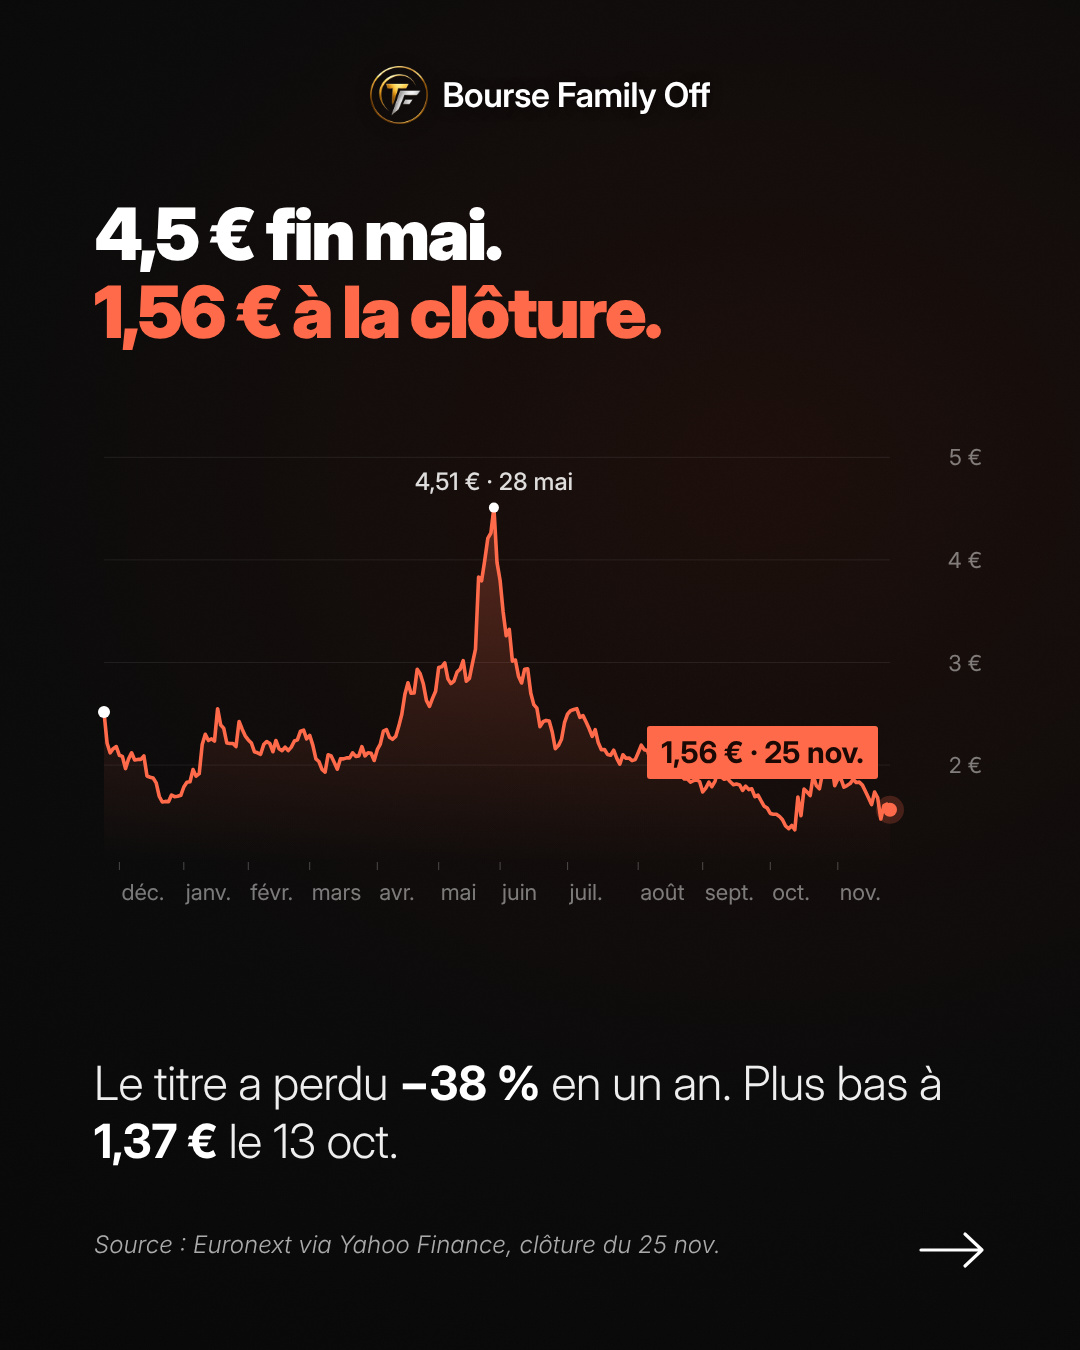 TF Bourse Family Off
4,5 € fin mai.
1,56 € à la clôture.
5 €
4,51 € · 28 mai
4 €
3 €
1,56 € · 25 nov.
2 €
déc. janv. févr. mars avr. mai juin juil. août sept. oct. nov.
Le titre a perdu −38 % en un an. Plus bas à
1,37 € le 13 oct.
Source : Euronext via Yahoo Finance, clôture du 25 nov.